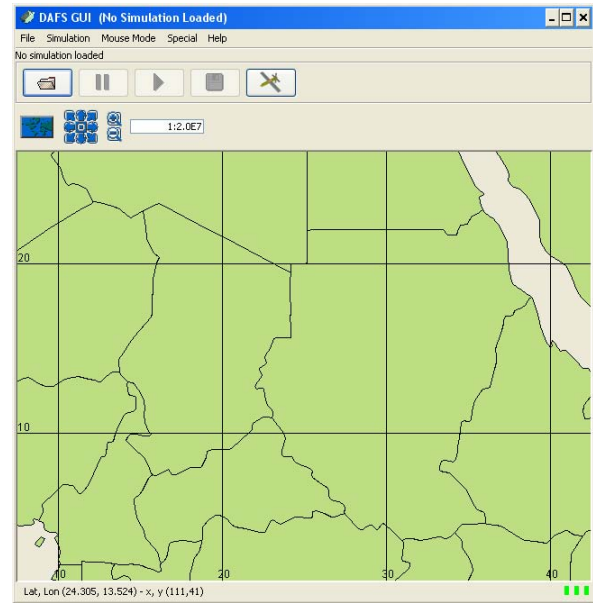 DAFS GUI (No Simulation Loaded)
File Simulation Mouse Mode Special Help
No simulation loaded
1:2.0E7
20
10
10 20 30 40
Lat, Lon (24.305, 13.524) - x, y (111,41)